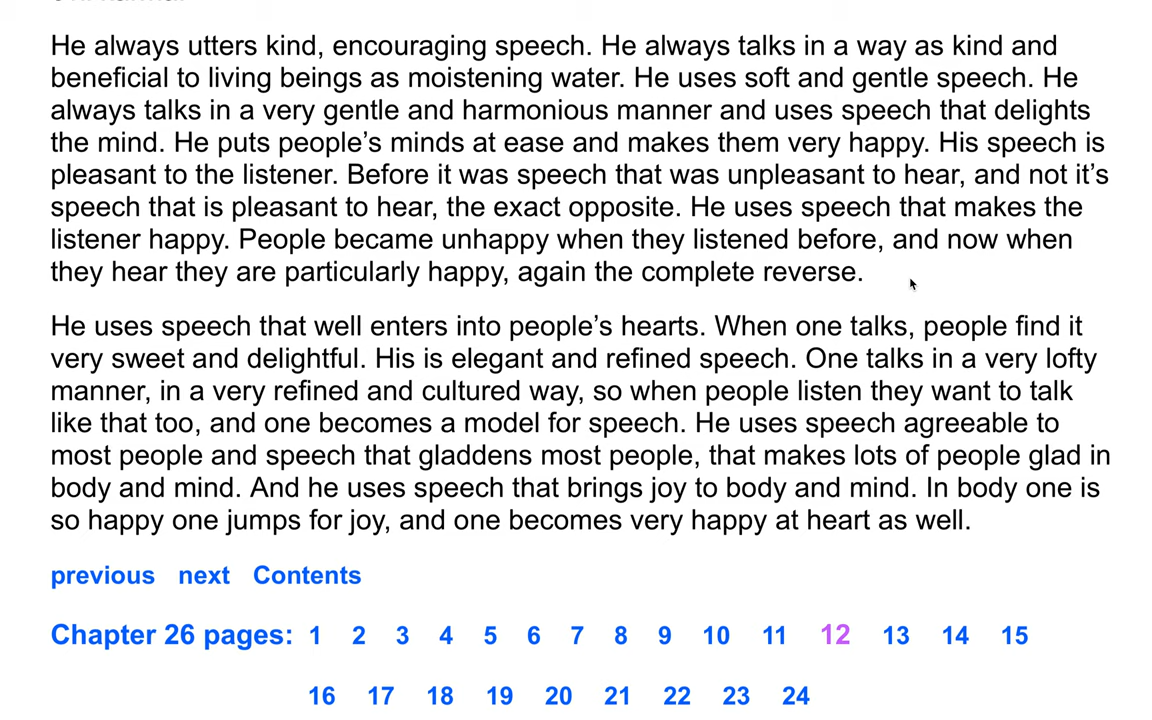 He always utters kind, encouraging speech. He always talks in a way as kind and
beneficial to living beings as moistening water. He uses soft and gentle speech. He
always talks in a very gentle and harmonious manner and uses speech that delights
the mind. He puts people’s minds at ease and makes them very happy. His speech is
pleasant to the listener. Before it was speech that was unpleasant to hear, and not it’s
speech that is pleasant to hear, the exact opposite. He uses speech that makes the
listener happy. People became unhappy when they listened before, and now when
they hear they are particularly happy, again the complete reverse.
He uses speech that well enters into people’s hearts. When one talks, people find it
very sweet and delightful. His is elegant and refined speech. One talks in a very lofty
manner, in a very refined and cultured way, so when people listen they want to talk
like that too, and one becomes a model for speech. He uses speech agreeable to
most people and speech that gladdens most people, that makes lots of people glad in
body and mind. And he uses speech that brings joy to body and mind. In body one is
so happy one jumps for joy, and one becomes very happy at heart as well.
previous next Contents
Chapter 26 pages: 1 2 3 4 5 6 7 8 9 10 11 12 13 14 15
16 17 18 19 20 21 22 23 24